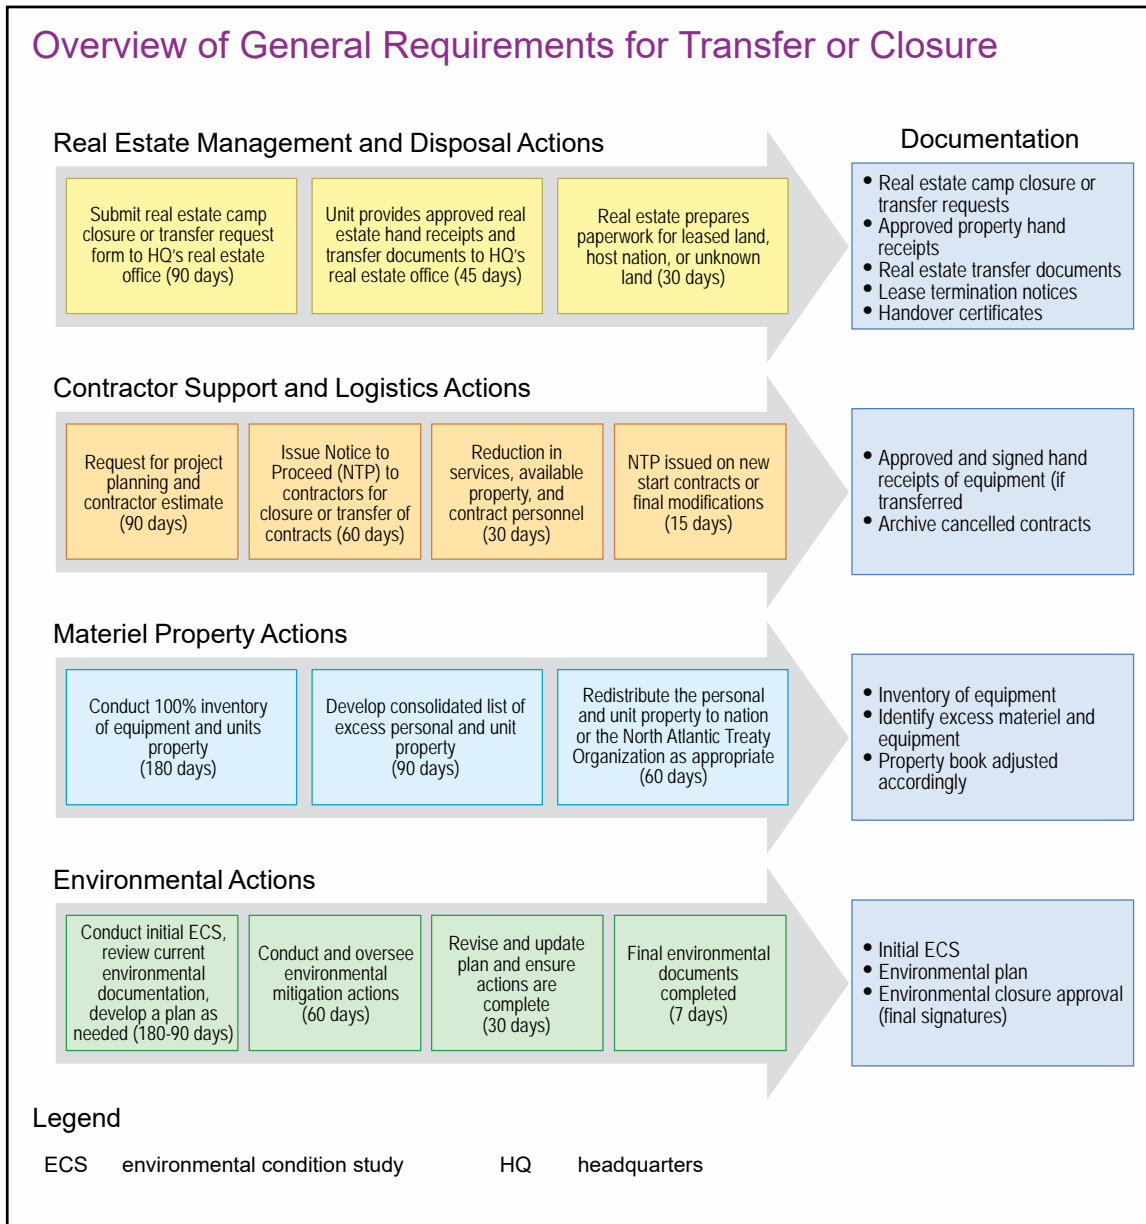 Overview of General Requirements for Transfer or Closure
Real Estate Management and Disposal Actions
Documentation
Submit real estate camp
closure or transfer request
form to HQ's real estate
office (90 days)
Unit provides approved real
estate hand receipts and
transfer documents to HQ's
real estate office (45 days)
Real estate prepares
paperwork for leased land,
host nation, or unknown
land (30 days)
• Real estate camp closure or
transfer requests
• Approved property hand
receipts
• Real estate transfer documents
• Lease termination notices
• Handover certificates
Contractor Support and Logistics Actions
Request for project
planning and
contractor estimate
(90 days)
Issue Notice to
Proceed (NTP) to
contractors for
closure or transfer of
contracts (60 days)
Reduction in
services, available
property, and
contract personnel
(30 days)
NTP issued on new
start contracts or
final modifications
(15 days)
• Approved and signed hand
receipts of equipment (if
transferred
• Archive cancelled contracts
Materiel Property Actions
Conduct 100% inventory
of equipment and units
property
(180 days)
Develop consolidated list of
excess personal and unit
property
(90 days)
Redistribute the personal
and unit property to nation
or the North Atlantic Treaty
Organization as appropriate
(60 days)
• Inventory of equipment
• Identify excess materiel and
equipment
• Property book adjusted
accordingly
Environmental Actions
Conduct initial ECS,
review current
environmental
documentation,
develop a plan as
needed (180-90 days)
Conduct and oversee
environmental
mitigation actions
(60 days)
Revise and update
plan and ensure
actions are
complete
(30 days)
Final environmental
documents
completed
(7 days)
• Initial ECS
• Environmental plan
• Environmental closure approval
(final signatures)
Legend
ECS environmental condition study HQ headquarters